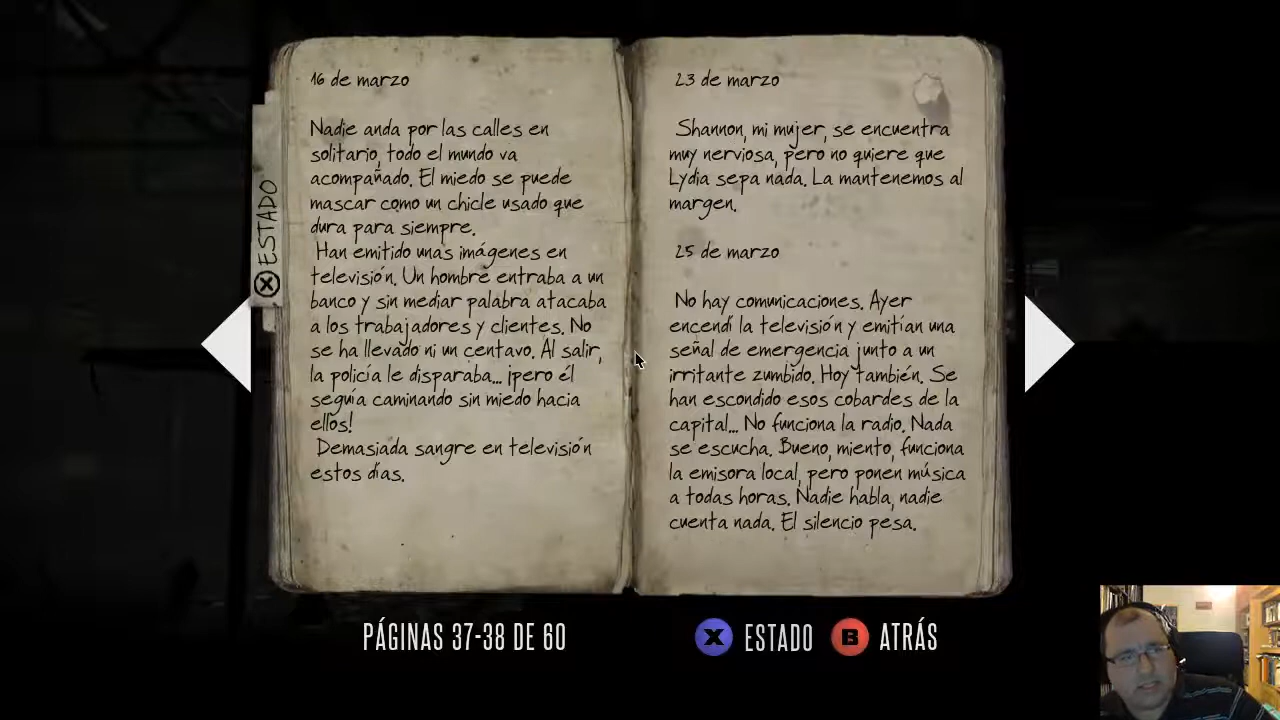 16 de marzo
Nadie anda por las calles en
solitario, todo el mundo va
acompañado. El miedo se puede
mascar como un chicle usado que
dura para siempre.
Han emitido unas imágenes en
televisión. Un hombre entraba a un
banco y sin mediar palabra atacaba
a los trabajadores y clientes. No
se ha llevado ni un centavo. Al salir,
la policía le disparaba... ¡pero él
seguía caminando sin miedo hacia
ellos!
Demasiada sangre en televisión
estos días.
23 de marzo
Shannon, mi mujer, se encuentra
muy nerviosa, pero no quiere que
Lydia sepa nada. La mantenemos al
margen.
25 de marzo
No hay comunicaciones. Ayer
encendí la televisión y emitían una
señal de emergencia junto a un
irritante zumbido. Hoy también. Se
han escondido esos cobardes de la
capital... No funciona la radio. Nada
se escucha. Bueno, miento, funciona
la emisora local, pero ponen música
a todas horas. Nadie habla, nadie
cuenta nada. El silencio pesa.
X ESTADO
PÁGINAS 37-38 DE 60
X ESTADO B ATRÁS